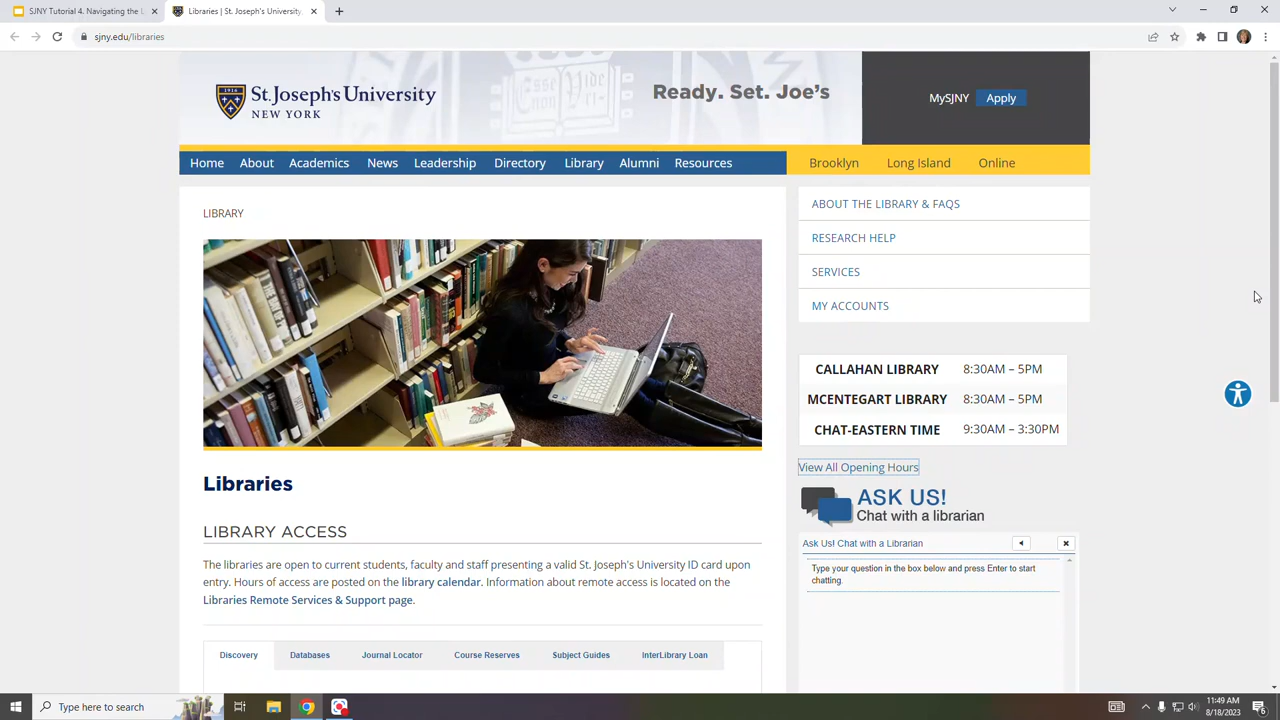 SJNY Tutorial 4. Navigating the L
Libraries | St. Joseph's University,
sjny.edu/libraries
1916
St. Joseph's University
NEW YORK
Esse non Videri
Ready. Set. Joe's
MySJNY Apply
Home About Academics News Leadership Directory Library Alumni Resources
Brooklyn Long Island Online
LIBRARY
ABOUT THE LIBRARY & FAQS
RESEARCH HELP
SERVICES
MY ACCOUNTS
CALLAHAN LIBRARY 8:30AM – 5PM
MCENTEGART LIBRARY 8:30AM – 5PM
CHAT-EASTERN TIME 9:30AM – 3:30PM
View All Opening Hours
ASK US!
Chat with a librarian
Ask Us! Chat with a Librarian
Type your question in the box below and press Enter to start
chatting.
Libraries
LIBRARY ACCESS
The libraries are open to current students, faculty and staff presenting a valid St. Joseph's University ID card upon
entry. Hours of access are posted on the library calendar. Information about remote access is located on the
Libraries Remote Services & Support page.
Discovery Databases Journal Locator Course Reserves Subject Guides InterLibrary Loan
Type here to search
11:49 AM
8/18/2023
6